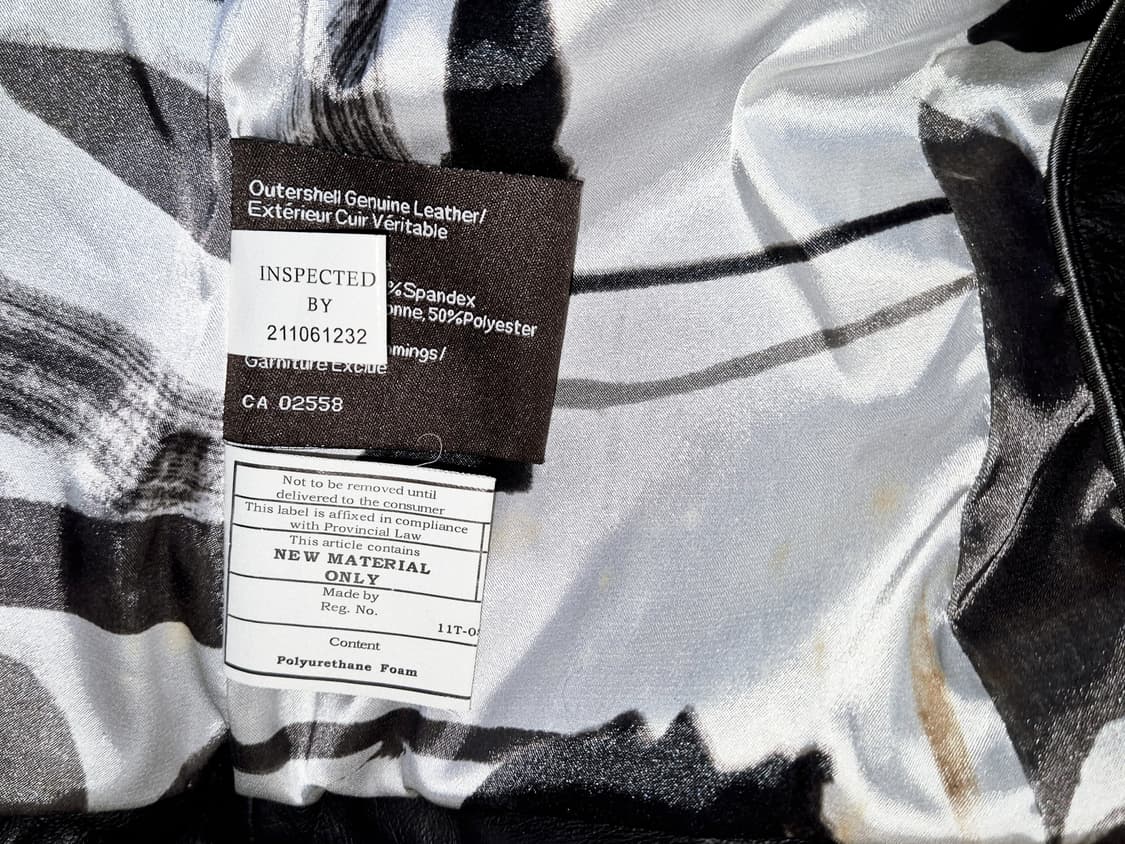 Outershell Genuine Leather/
Extérieur Cuir Véritable
INSPECTED
BY
211061232
%Spandex
onne, 50%Polyester
mings/
Garniture Exclue
CA 02558
Not to be removed until
delivered to the consumer
This label is affixed in compliance
with Provincial Law
This article contains
NEW MATERIAL
ONLY
Made by
Reg. No.
11T-0
Content
Polyurethane Foam